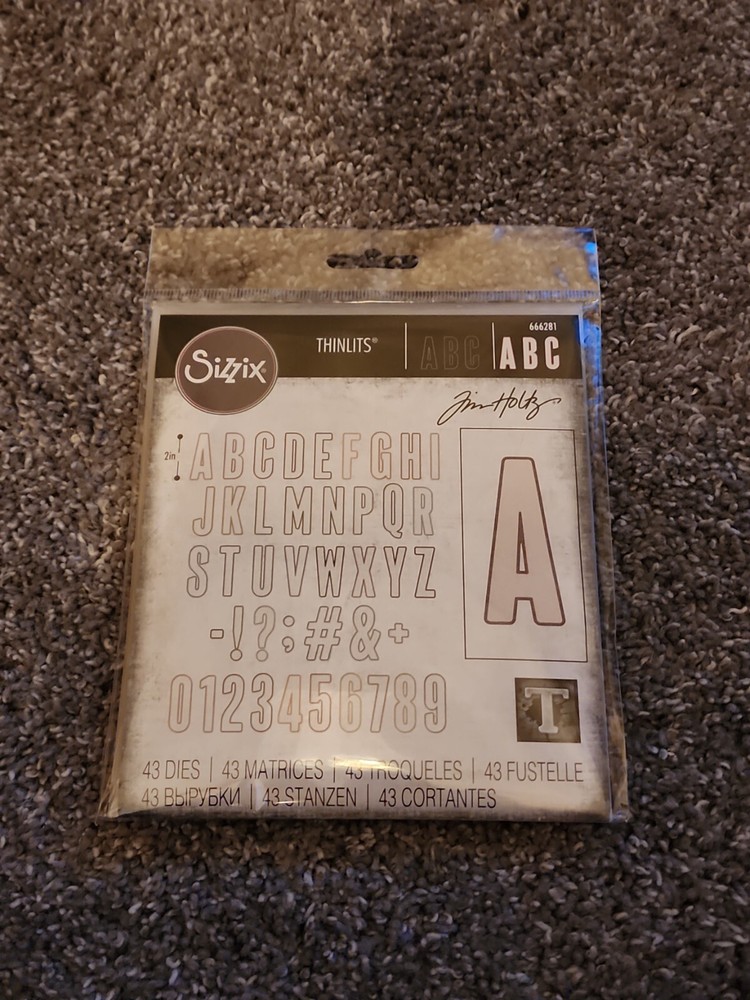 666281
Sizzix
THINLITS®
ABC
ABC
Tim Holtz
2in
ABCDEFGHI
JKLMNPQR
STUVWXYZ
-!?;#&+
0123456789
A
T
43 DIES | 43 MATRICES | 43 TROQUELES | 43 FUSTELLE
43 ВЫРУБКИ | 43 STANZEN | 43 CORTANTES